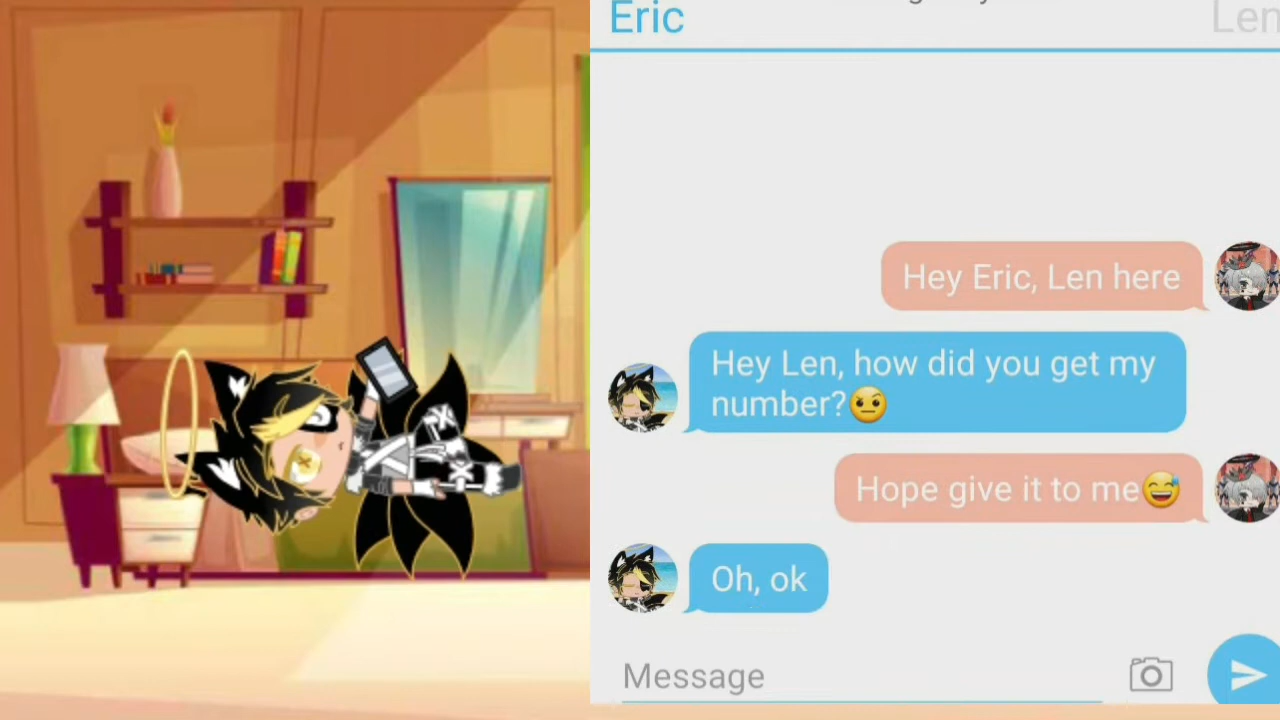 Eric
Len
Hey Eric, Len here
Hey Len, how did you get my
number?🤨
Hope give it to me😅
Oh, ok
Message